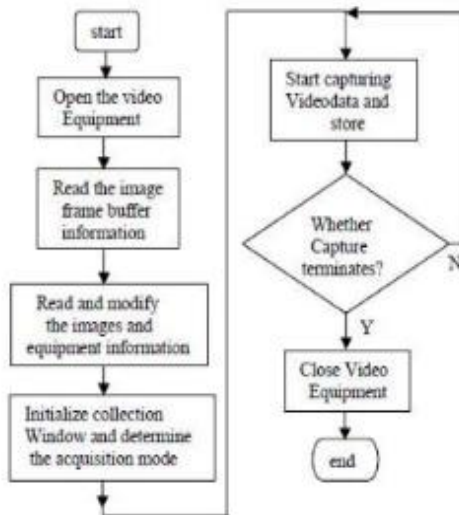 start
Open the video
Equipment
Read the image
frame buffer
information
Read and modify
the images and
equipment information
Initialize collection
Window and determine
the acquisition mode
Start capturing
Videodata and
store
Whether
Capture
terminates?
N
Y
Close Video
Equipment
end